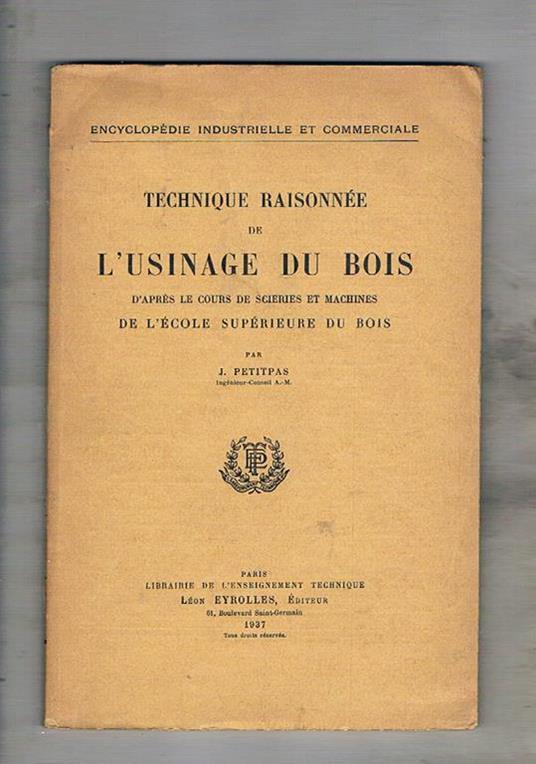 ENCYCLOPÉDIE INDUSTRIELLE ET COMMERCIALE
TECHNIQUE RAISONNÉE
DE
L'USINAGE DU BOIS
D'APRÈS LE COURS DE SCIERIES ET MACHINES
DE L'ÉCOLE SUPÉRIEURE DU BOIS
PAR
J. PETITPAS
Ingénieur-Conseil A.-M.
PARIS
LIBRAIRIE DE L'ENSEIGNEMENT TECHNIQUE
LÉON EYROLLES, ÉDITEUR
61, Boulevard Saint-Germain
1937
Tous droits réservés.